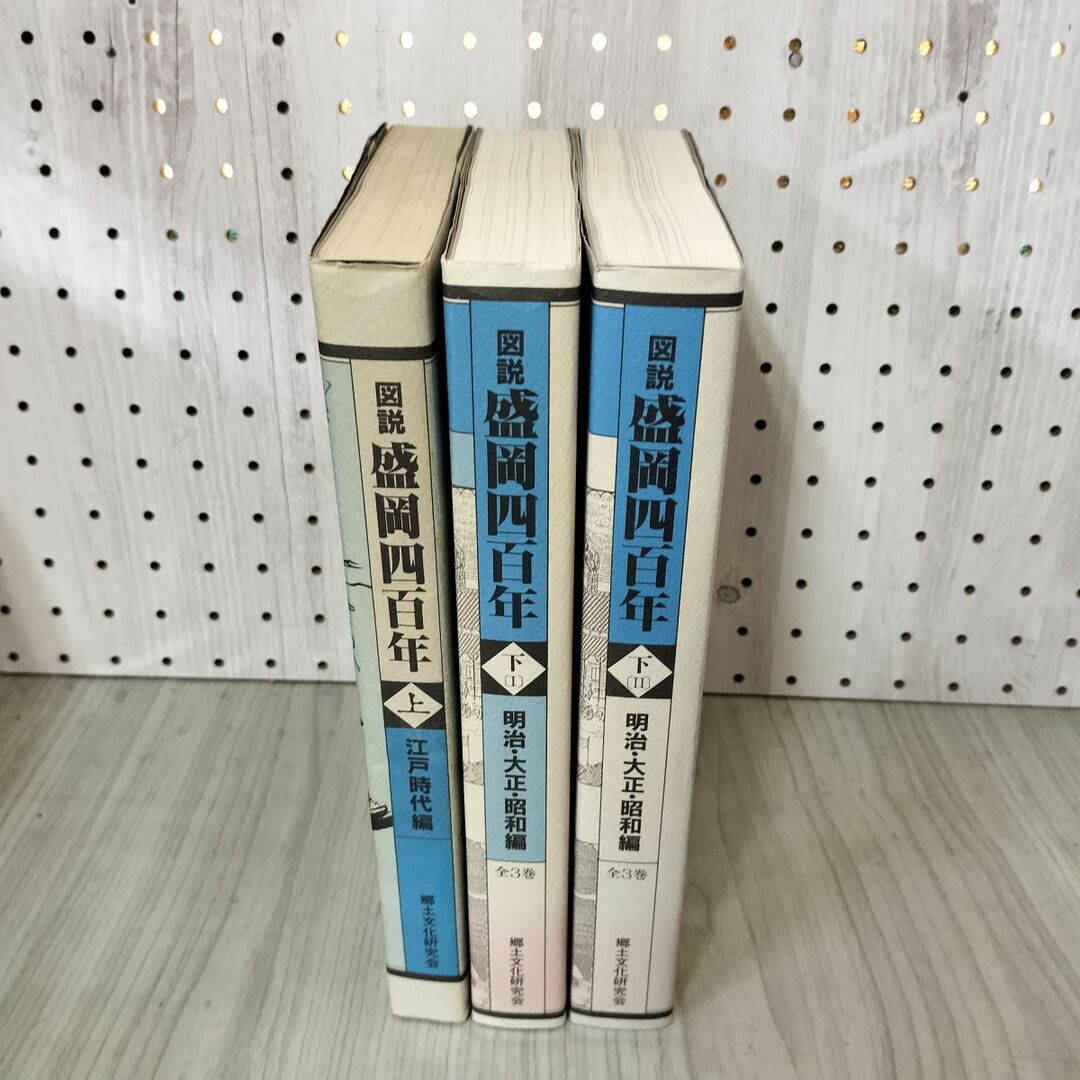 図説
盛岡四百年
上
江戸時代編
郷土文化研究会
図説
盛岡四百年
下
〔I〕
明治・大正・昭和編
全3巻
郷土文化研究会
図説
盛岡四百年
下
〔II〕
明治・大正・昭和編
全3巻
郷土文化研究会